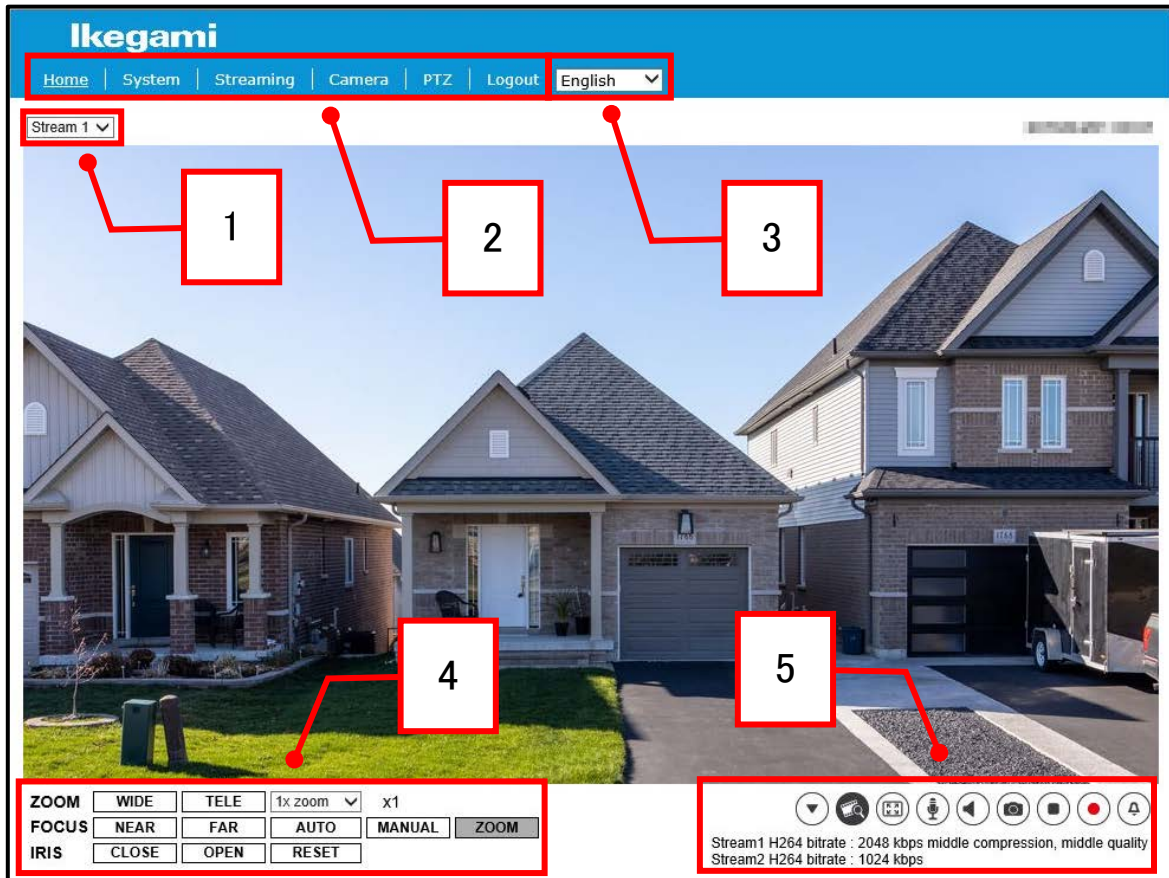 Ikegami
Home System Streaming Camera PTZ Logout English
Stream 1
1
2
3
1766
1768
4
5
ZOOM WIDE TELE 1x zoom x1
FOCUS NEAR FAR AUTO MANUAL ZOOM
IRIS CLOSE OPEN RESET
Stream1 H264 bitrate : 2048 kbps middle compression, middle quality
Stream2 H264 bitrate : 1024 kbps